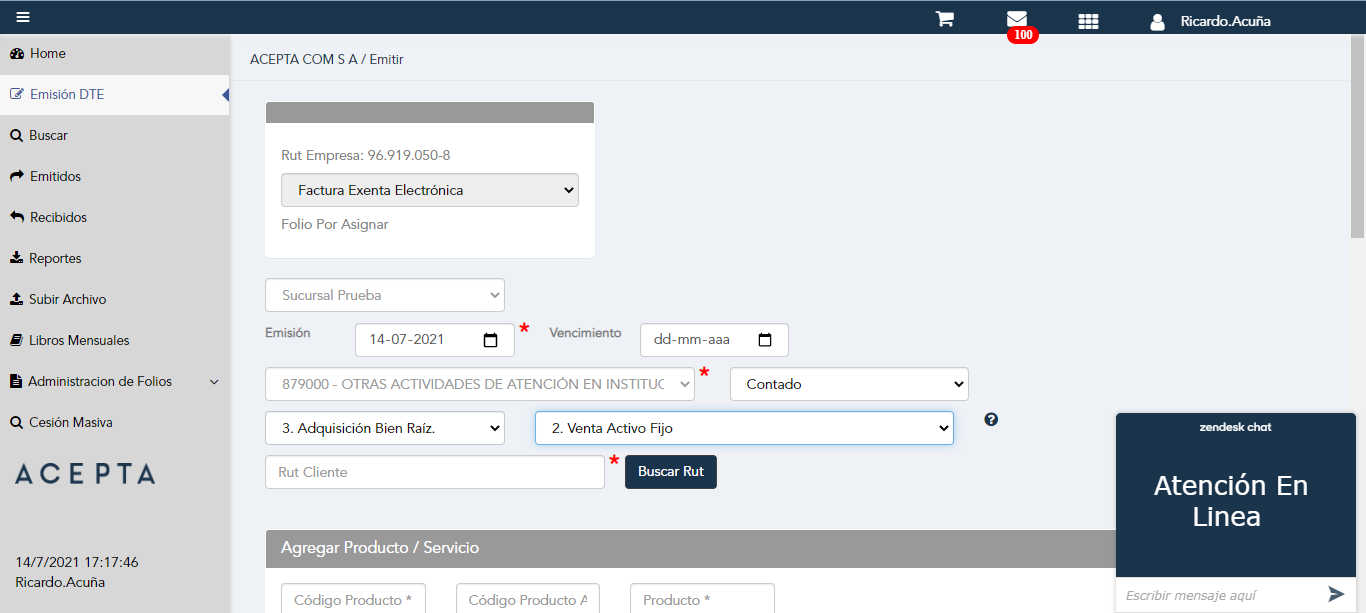 100
Ricardo.Acuña
Home
Emisión DTE
Buscar
Emitidos
Recibidos
Reportes
Subir Archivo
Libros Mensuales
Administracion de Folios
Cesión Masiva
ACEPTA
14/7/2021 17:17:46
Ricardo.Acuña
ACEPTA COM S A / Emitir
Rut Empresa: 96.919.050-8
Factura Exenta Electrónica
Folio Por Asignar
Sucursal Prueba
Emisión 14-07-2021 * Vencimiento dd-mm-aaa
879000 - OTRAS ACTIVIDADES DE ATENCIÓN EN INSTITUC * Contado
3. Adquisición Bien Raíz. 2. Venta Activo Fijo ?
Rut Cliente * Buscar Rut
Agregar Producto / Servicio
Código Producto * Código Producto A Producto *
zendesk chat
Atención En
Linea
Escribir mensaje aquí